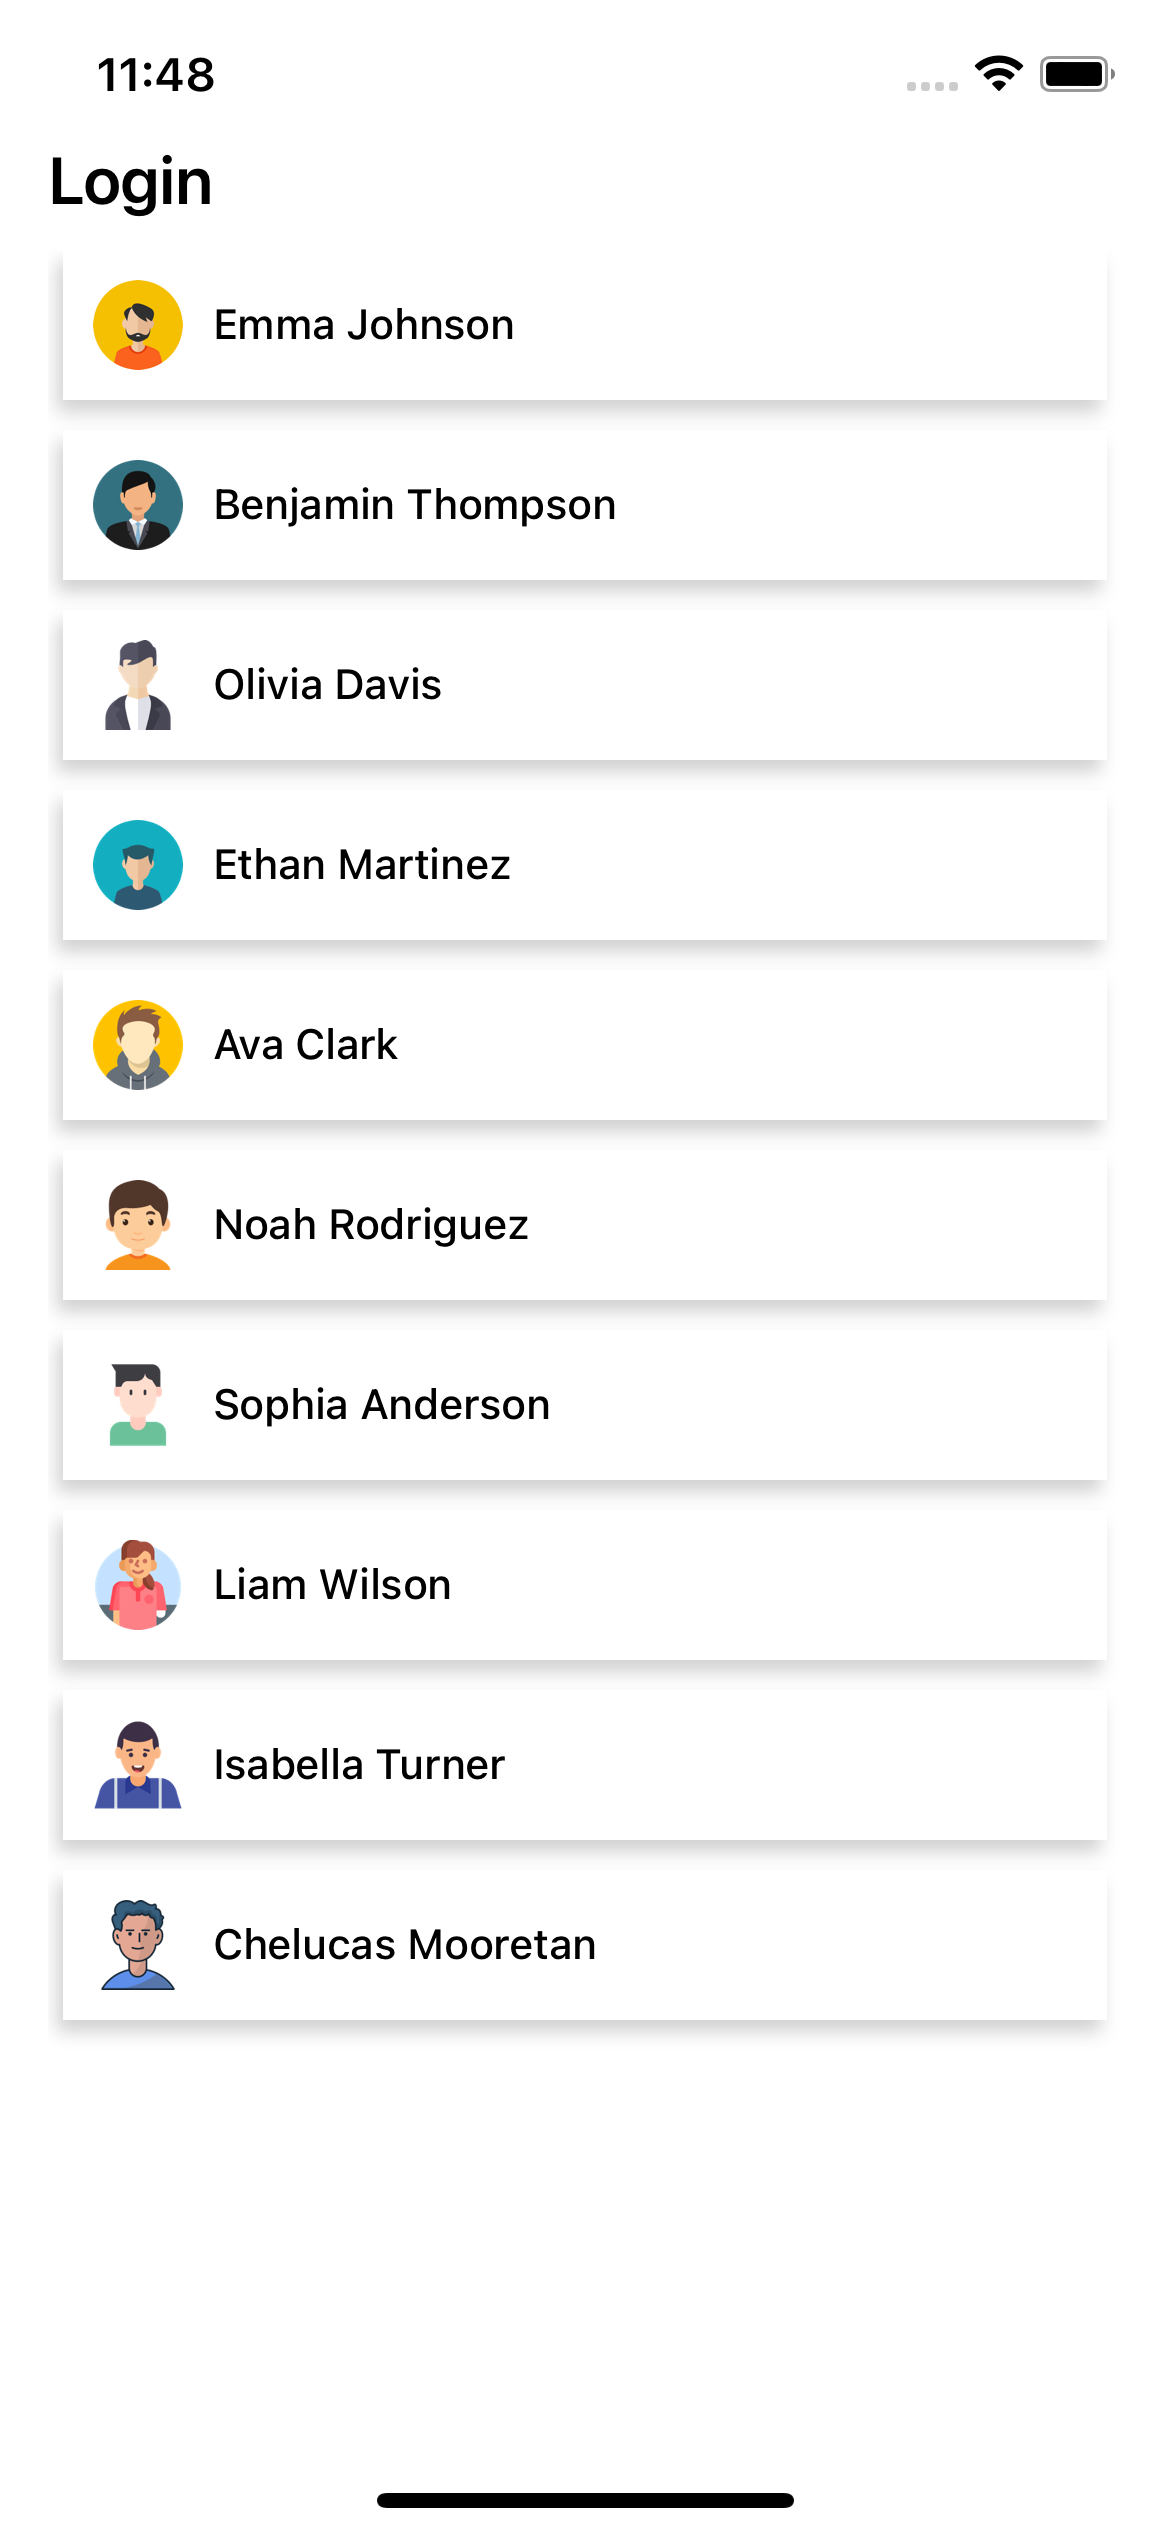 11:48
Login
Emma Johnson
Benjamin Thompson
Olivia Davis
Ethan Martinez
Ava Clark
Noah Rodriguez
Sophia Anderson
Liam Wilson
Isabella Turner
Chelucas Mooretan